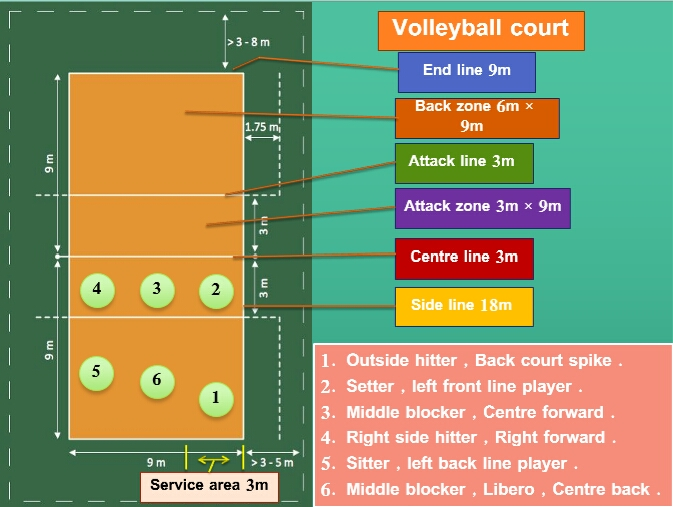 Volleyball court
> 3 - 8 m
End line 9m
Back zone 6m ×
9m
1.75 m
Attack line 3m
9 m
Attack zone 3m × 9m
3 m
Centre line 3m
4
3
2
3 m
Side line 18m
9 m
5
6
1
1. Outside hitter , Back court spike .
2. Setter , left front line player .
3. Middle blocker , Centre forward .
4. Right side hitter , Right forward .
5. Sitter , left back line player .
6. Middle blocker , Libero , Centre back .
9 m
> 3 - 5 m
Service area 3m